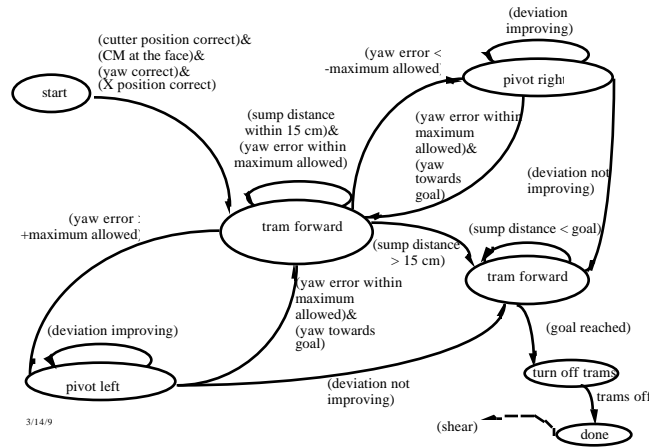 (deviation
improving)
(cutter position correct)&
(CM at the face)&
(yaw correct)&
(X position correct)
(yaw error <
-maximum allowed)
start
pivot right
(sump distance
within 15 cm)&
(yaw error within
maximum allowed)
(yaw error within
maximum
allowed)&
(yaw
towards
goal)
(deviation not
improving)
(yaw error :
+maximum allowed)
tram forward
(sump distance
> 15 cm)
(sump distance < goal)
tram forward
(yaw error within
maximum
allowed)&
(yaw towards
goal)
(deviation improving)
(goal reached)
pivot left
(deviation not
improving)
turn off trams
trams off
3/14/9
(shear)
done